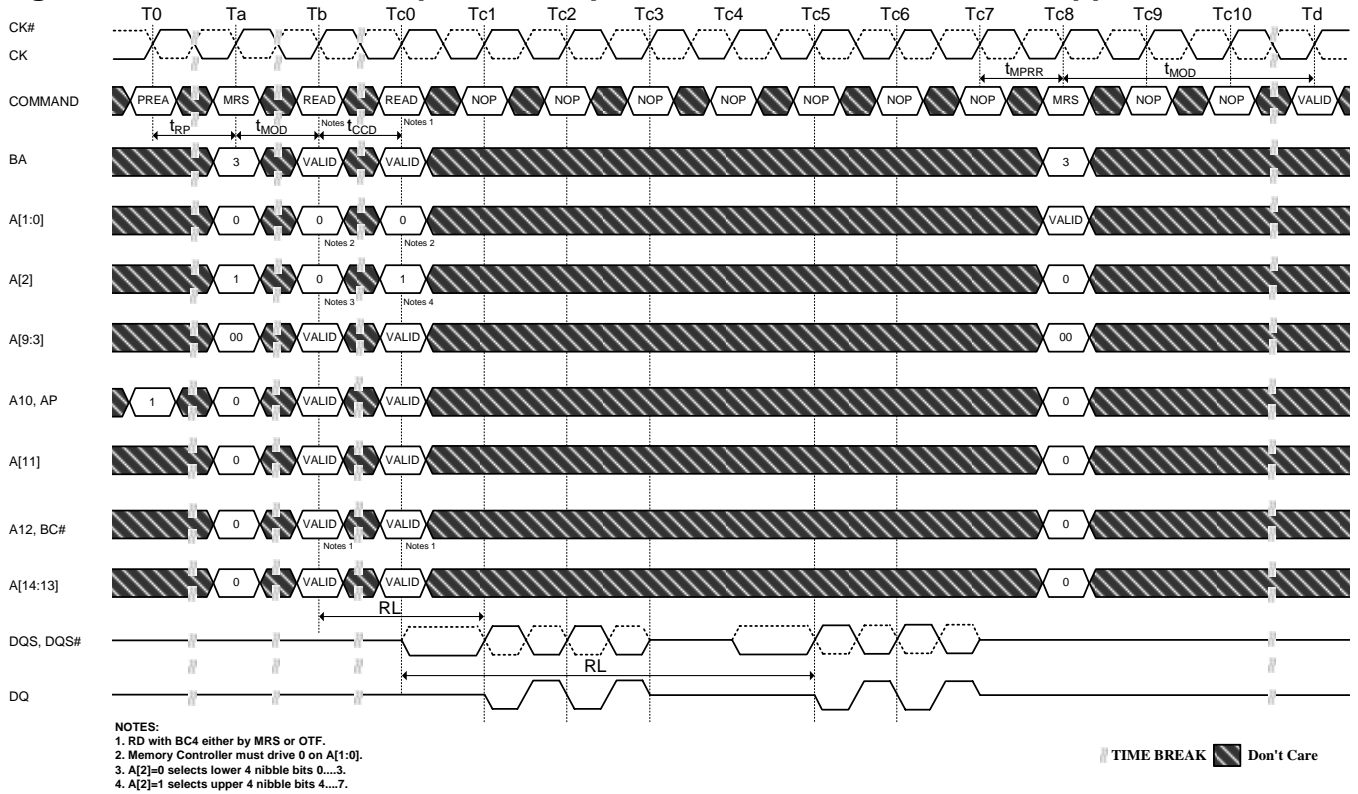 T0 Ta Tb Tc0 Tc1 Tc2 Tc3 Tc4 Tc5 Tc6 Tc7 Tc8 Tc9 Tc10 Td
CK#
CK
tMPRR tMOD
COMMAND PREA MRS READ READ NOP NOP NOP NOP NOP NOP NOP MRS NOP NOP VALID
Notes 1 Notes 1
tRP tMOD tCCD
BA 3 VALID VALID 3
A[1:0] 0 0 0 VALID
Notes 2 Notes 2
A[2] 1 0 1 0
Notes 3 Notes 4
A[9:3] 00 VALID VALID 00
A10, AP 1 0 VALID VALID 0
A[11] 0 VALID VALID 0
A12, BC# 0 VALID VALID 0
Notes 1 Notes 1
A[14:13] 0 VALID VALID 0
RL
DQS, DQS#
RL
DQ
NOTES:
1. RD with BC4 either by MRS or OTF.
2. Memory Controller must drive 0 on A[1:0].
3. A[2]=0 selects lower 4 nibble bits 0....3.
4. A[2]=1 selects upper 4 nibble bits 4....7.
TIME BREAK Don't Care